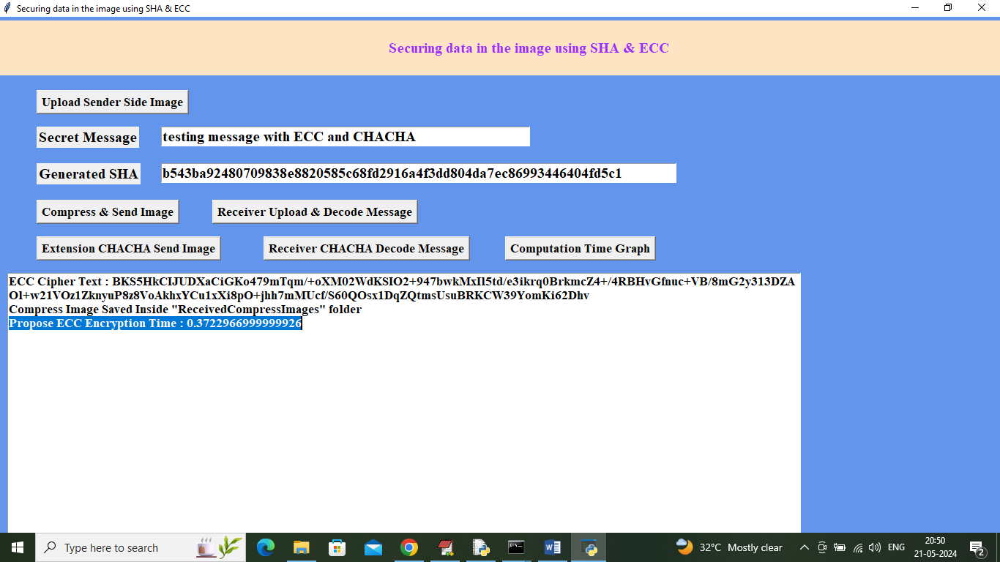 Securing data in the image using SHA & ECC
Securing data in the image using SHA & ECC
Upload Sender Side Image
Secret Message testing message with ECC and CHACHA
Generated SHA b543ba92480709838e8820585c68fd2916a4f3dd804da7ec86993446404fd5c1
Compress & Send Image Receiver Upload & Decode Message
Extension CHACHA Send Image Receiver CHACHA Decode Message Computation Time Graph
ECC Cipher Text : BKS5HkCIJUDXaCiGKo479mTqm/+oXM02WdKSIO2+947bwkMxIl5td/e3ikrq0BrkmcZ4+/4RBHvGfnuc+VB/8mG2y313DZA
Ol+w21VOz1ZknyuP8z8VoAkhxYCu1xXi8pO+jhh7mMUcf/S60QOsx1DqZQtmsUsuBRKCW39YomKi62Dhv
Compress Image Saved Inside "ReceivedCompressImages" folder
Propose ECC Encryption Time : 0.3722966999999926
Type here to search 32°C Mostly clear ENG 20:50
21-05-2024 2